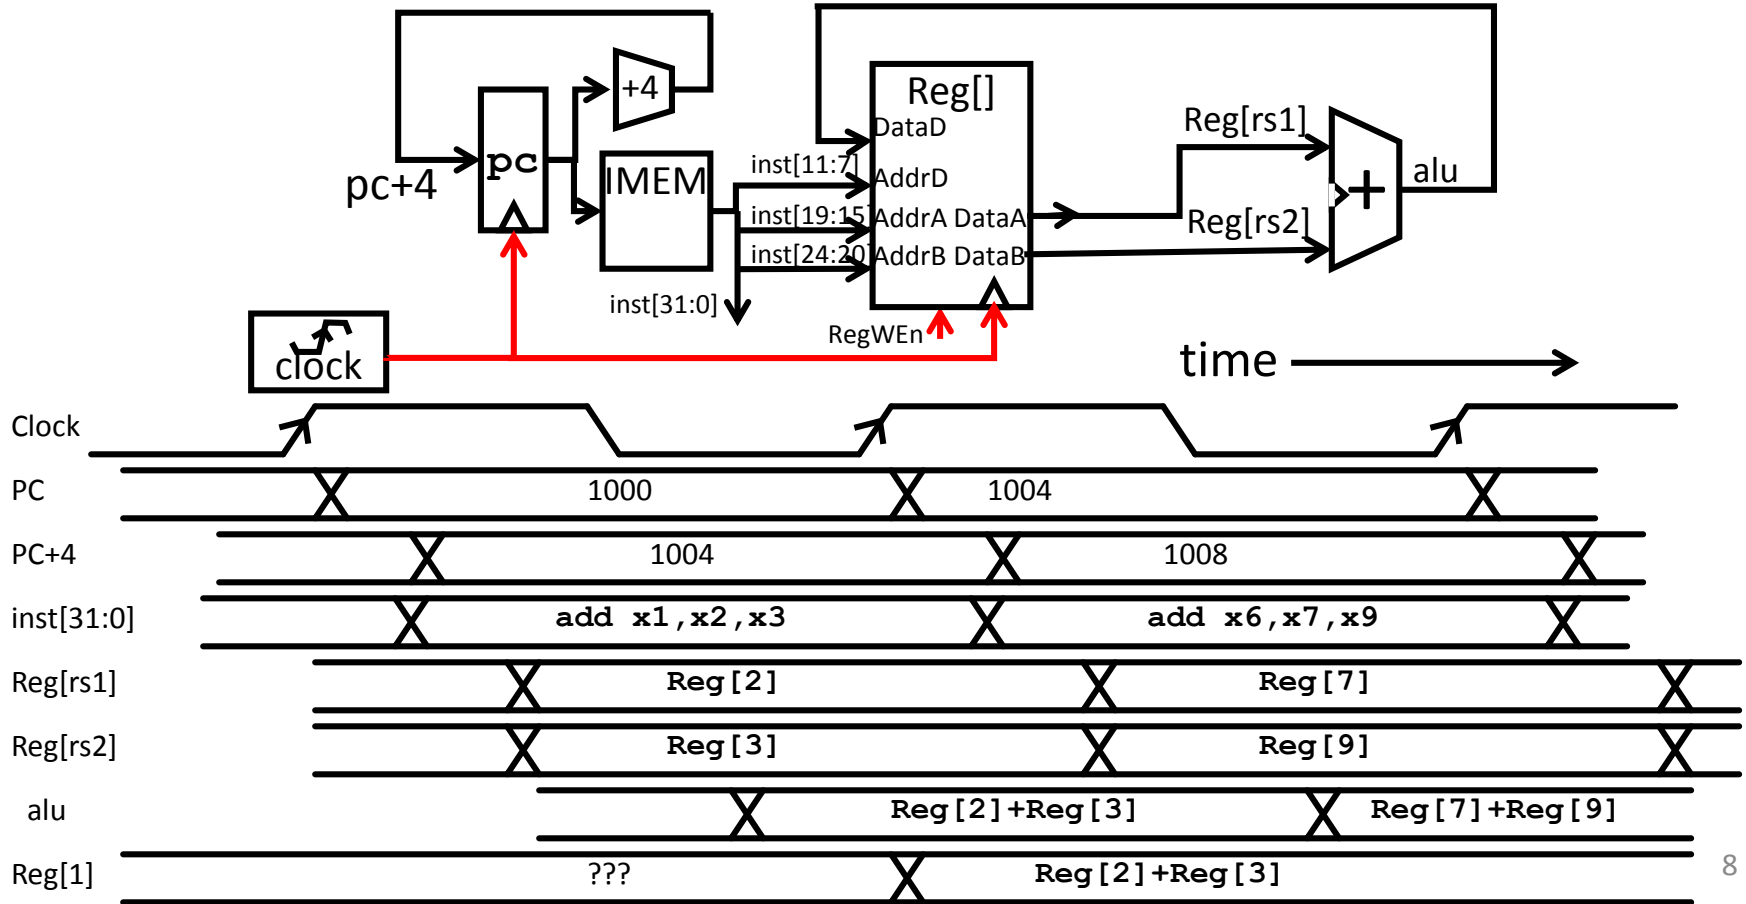 +4
Reg[]
DataD
Reg[rs1]
pc
IMEM
inst[11:7]
AddrD
alu
pc+4
+
inst[19:15]
AddrA DataA
Reg[rs2]
inst[24:20]
AddrB DataB
inst[31:0]
RegWEn
clock
time
Clock
PC 1000 1004
PC+4 1004 1008
inst[31:0] add x1,x2,x3 add x6,x7,x9
Reg[rs1] Reg[2] Reg[7]
Reg[rs2] Reg[3] Reg[9]
alu Reg[2]+Reg[3] Reg[7]+Reg[9]
Reg[1] ??? Reg[2]+Reg[3]
8